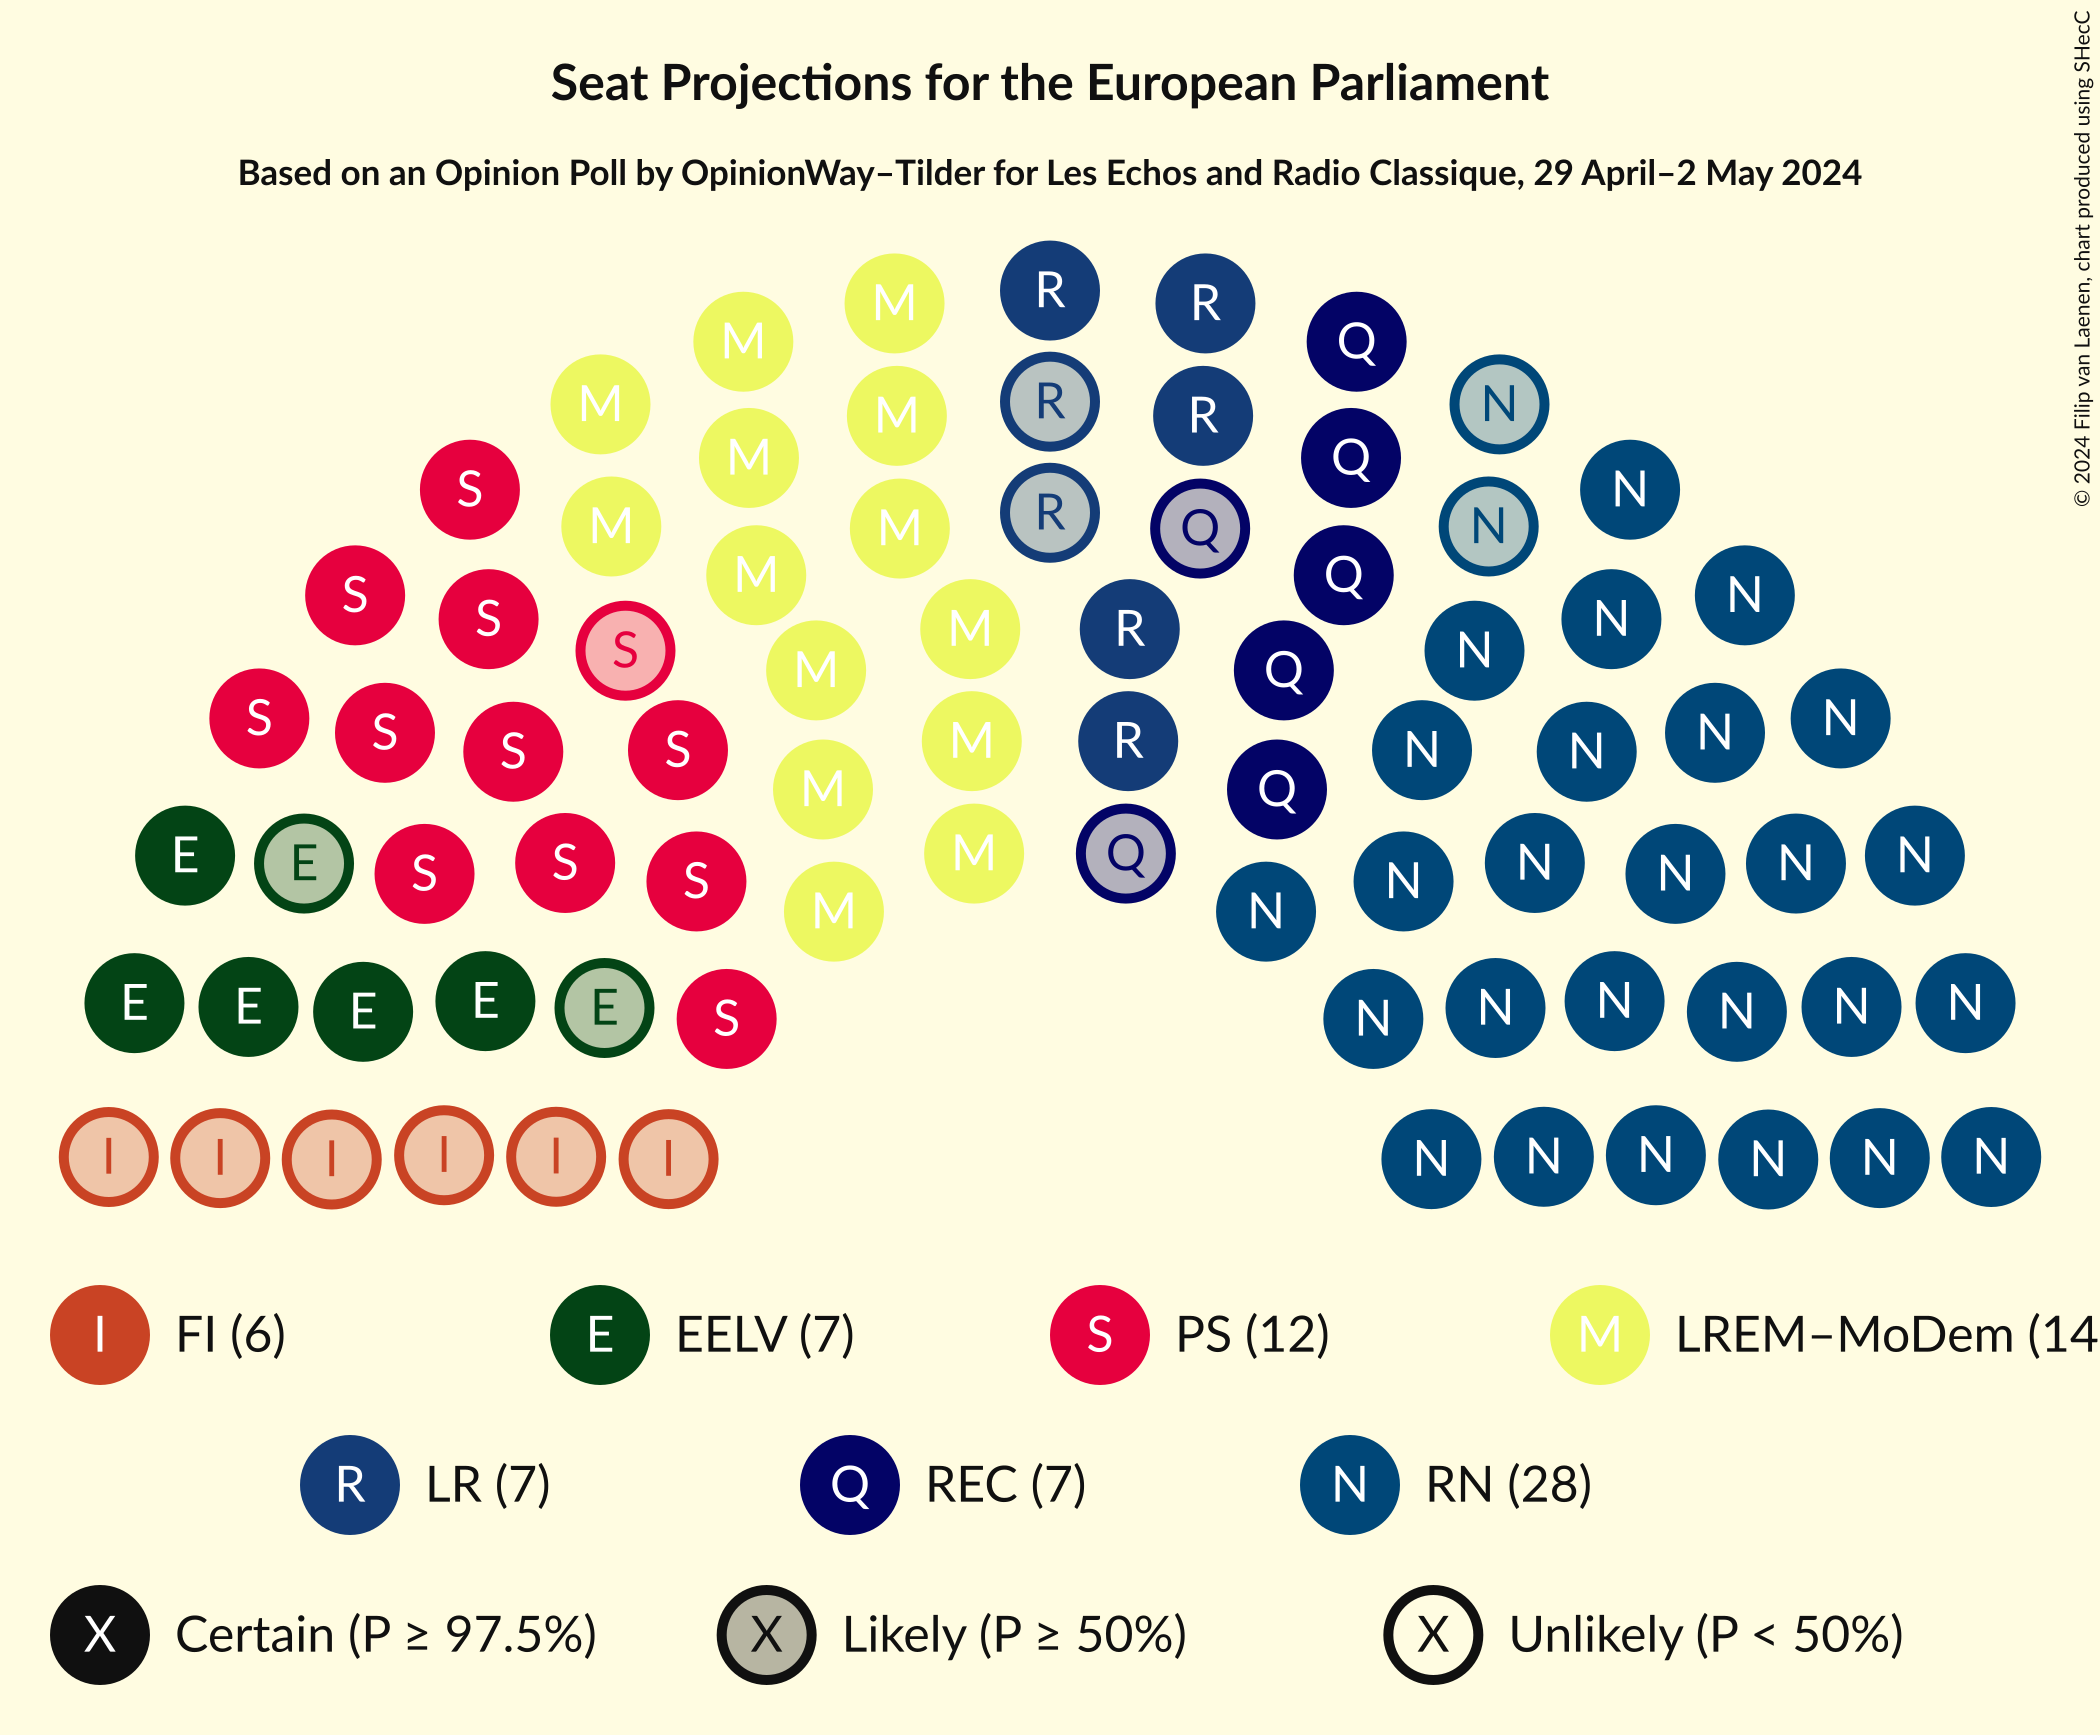 Seat Projections for the European Parliament
Based on an Opinion Poll by OpinionWay–Tilder for Les Echos and Radio Classique, 29 April–2 May 2024
© 2024 Filip van Laenen, chart produced using SHecC
R
M R
M Q
R
M N
M R
M Q
S N
R
M N
M Q
M Q
S N
S N
M R
S N
M Q
S N
S N
M R
S N
S N
M Q
M Q
M Q
E N
E N
S N
S N
S N
M N
E N
E N
E N
E N
E N
S N
I I I I I I N N N N N N
I FI (6) E EELV (7) S PS (12) M LREM–MoDem (14
R LR (7) Q REC (7) N RN (28)
X Certain (P ≥ 97.5%) X Likely (P ≥ 50%) X Unlikely (P < 50%)